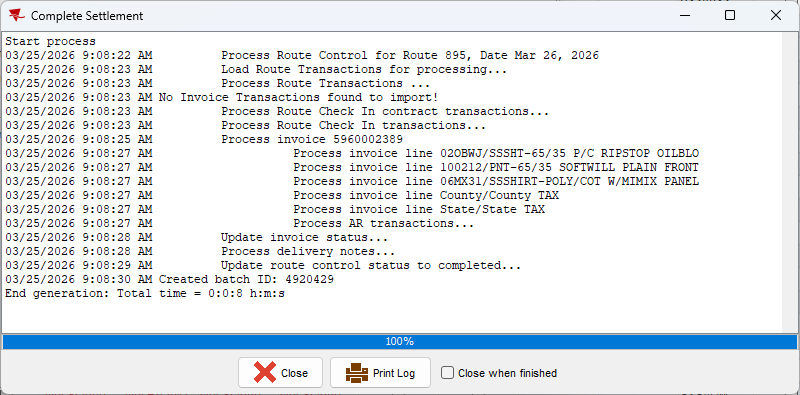 Complete Settlement
Start process
03/25/2026 9:08:22 AM Process Route Control for Route 895, Date Mar 26, 2026
03/25/2026 9:08:23 AM Load Route Transactions for processing...
03/25/2026 9:08:23 AM Process Route Transactions ...
03/25/2026 9:08:23 AM No Invoice Transactions found to import!
03/25/2026 9:08:23 AM Process Route Check In contract transactions...
03/25/2026 9:08:23 AM Process Route Check In transactions...
03/25/2026 9:08:25 AM Process invoice 5960002389
03/25/2026 9:08:27 AM Process invoice line 02OBWJ/SSSHT-65/35 P/C RIPSTOP OILBLO
03/25/2026 9:08:27 AM Process invoice line 100212/PNT-65/35 SOFTWILL PLAIN FRONT
03/25/2026 9:08:27 AM Process invoice line 06MX31/SSSHIRT-POLY/COT W/MIMIX PANEL
03/25/2026 9:08:27 AM Process invoice line County/County TAX
03/25/2026 9:08:27 AM Process invoice line State/State TAX
03/25/2026 9:08:27 AM Process AR transactions...
03/25/2026 9:08:28 AM Update invoice status...
03/25/2026 9:08:28 AM Process delivery notes...
03/25/2026 9:08:29 AM Update route control status to completed...
03/25/2026 9:08:30 AM Created batch ID: 4920429
End generation: Total time = 0:0:8 h:m:s
100%
Close
Print Log
Close when finished